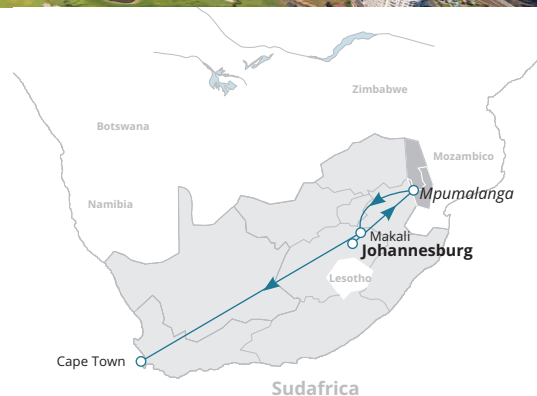 Zimbabwe
Botswana
Mozambico
Mpumalanga
Namibia
Makali
Johannesburg
Lesotho
Cape Town
Sudafrica